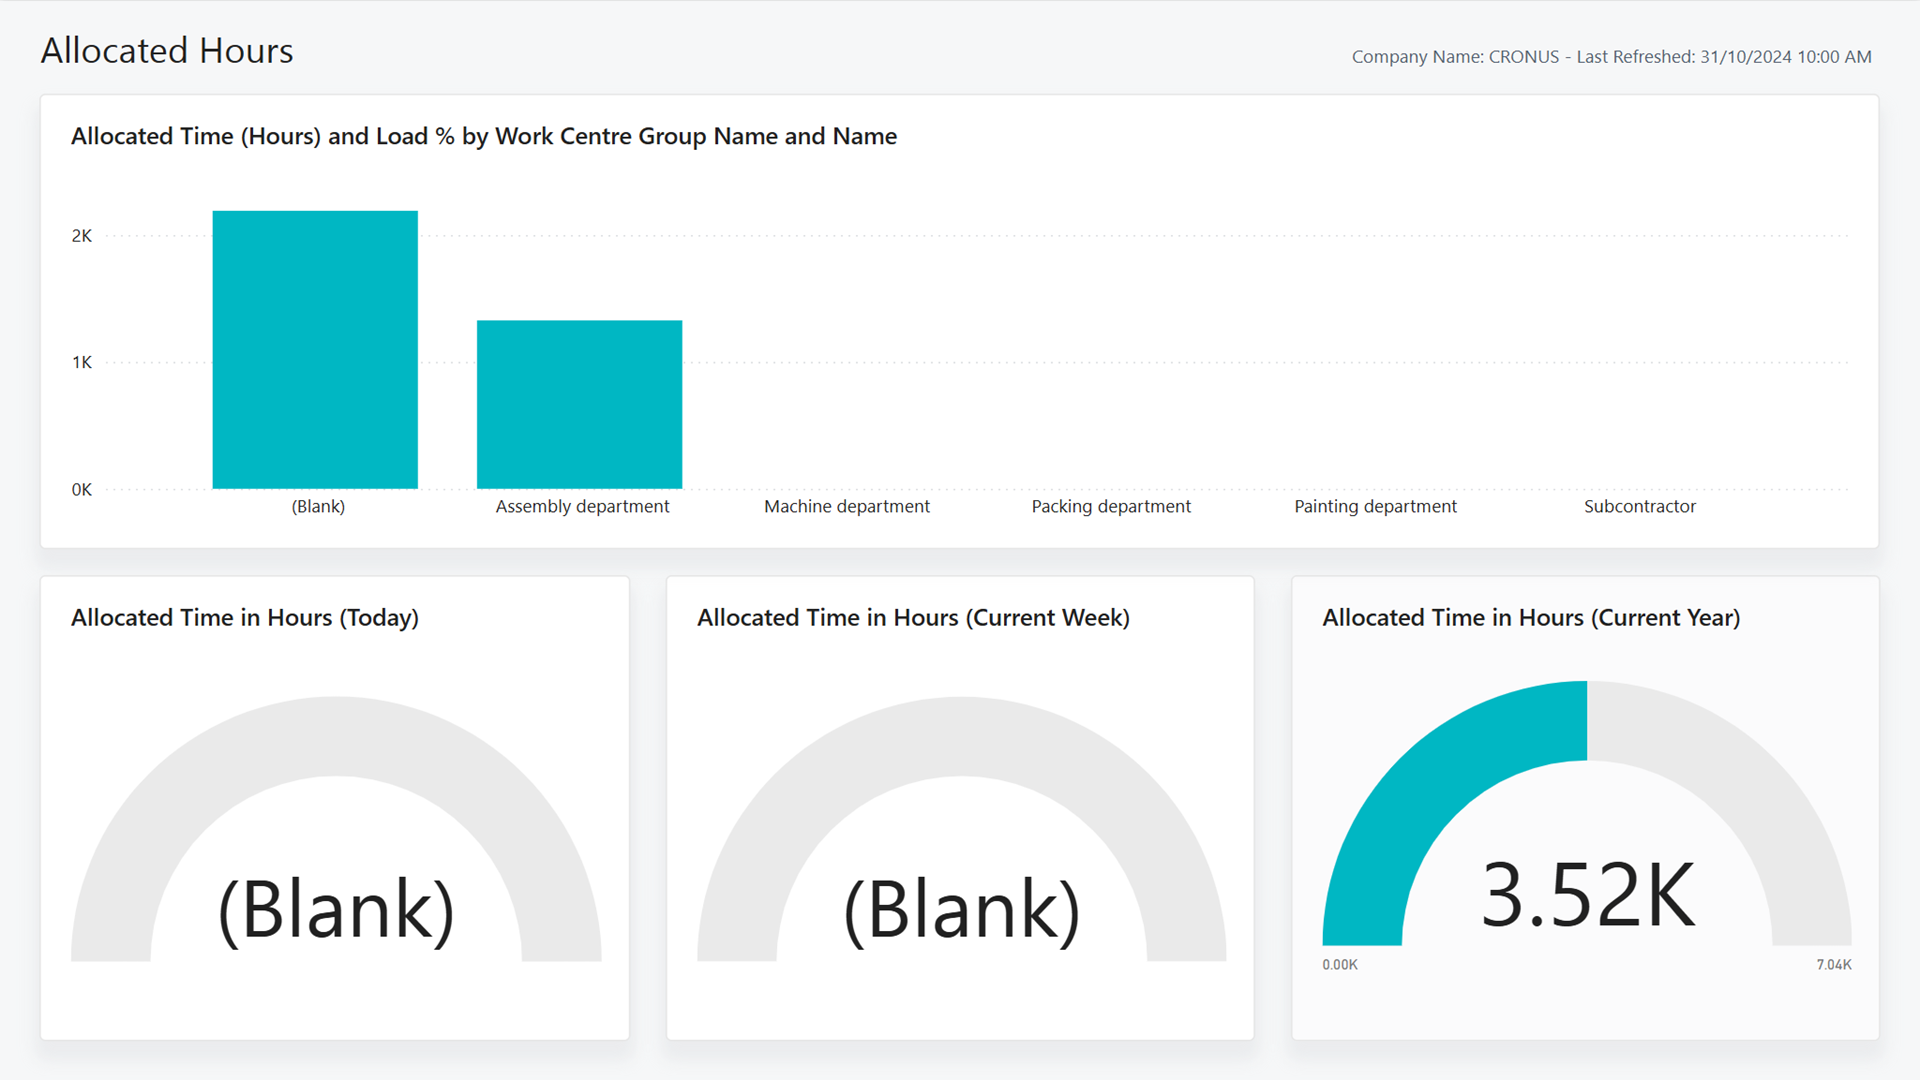 Allocated Hours
Company Name: CRONUS - Last Refreshed: 31/10/2024 10:00 AM
Allocated Time (Hours) and Load % by Work Centre Group Name and Name
2K
1K
0K
(Blank) Assembly department Machine department Packing department Painting department Subcontractor
Allocated Time in Hours (Today)
(Blank)
Allocated Time in Hours (Current Week)
(Blank)
Allocated Time in Hours (Current Year)
3.52K
0.00K 7.04K